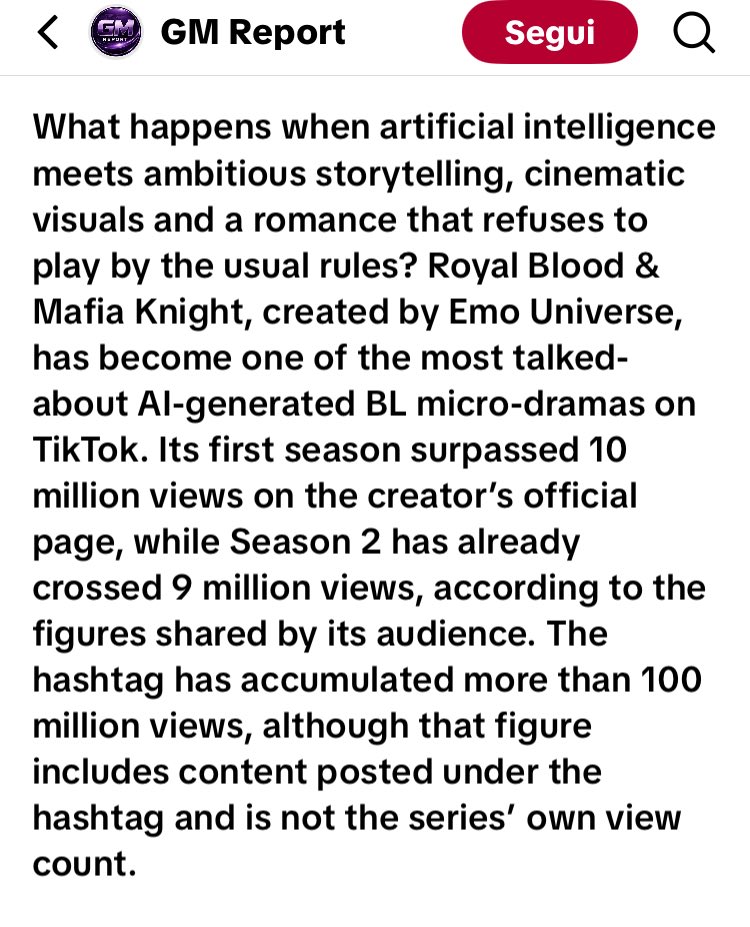 GM Report
Segui
GM
REPORT
What happens when artificial intelligence
meets ambitious storytelling, cinematic
visuals and a romance that refuses to
play by the usual rules? Royal Blood &
Mafia Knight, created by Emo Universe,
has become one of the most talked-
about AI-generated BL micro-dramas on
TikTok. Its first season surpassed 10
million views on the creator’s official
page, while Season 2 has already
crossed 9 million views, according to the
figures shared by its audience. The
hashtag has accumulated more than 100
million views, although that figure
includes content posted under the
hashtag and is not the series’ own view
count.